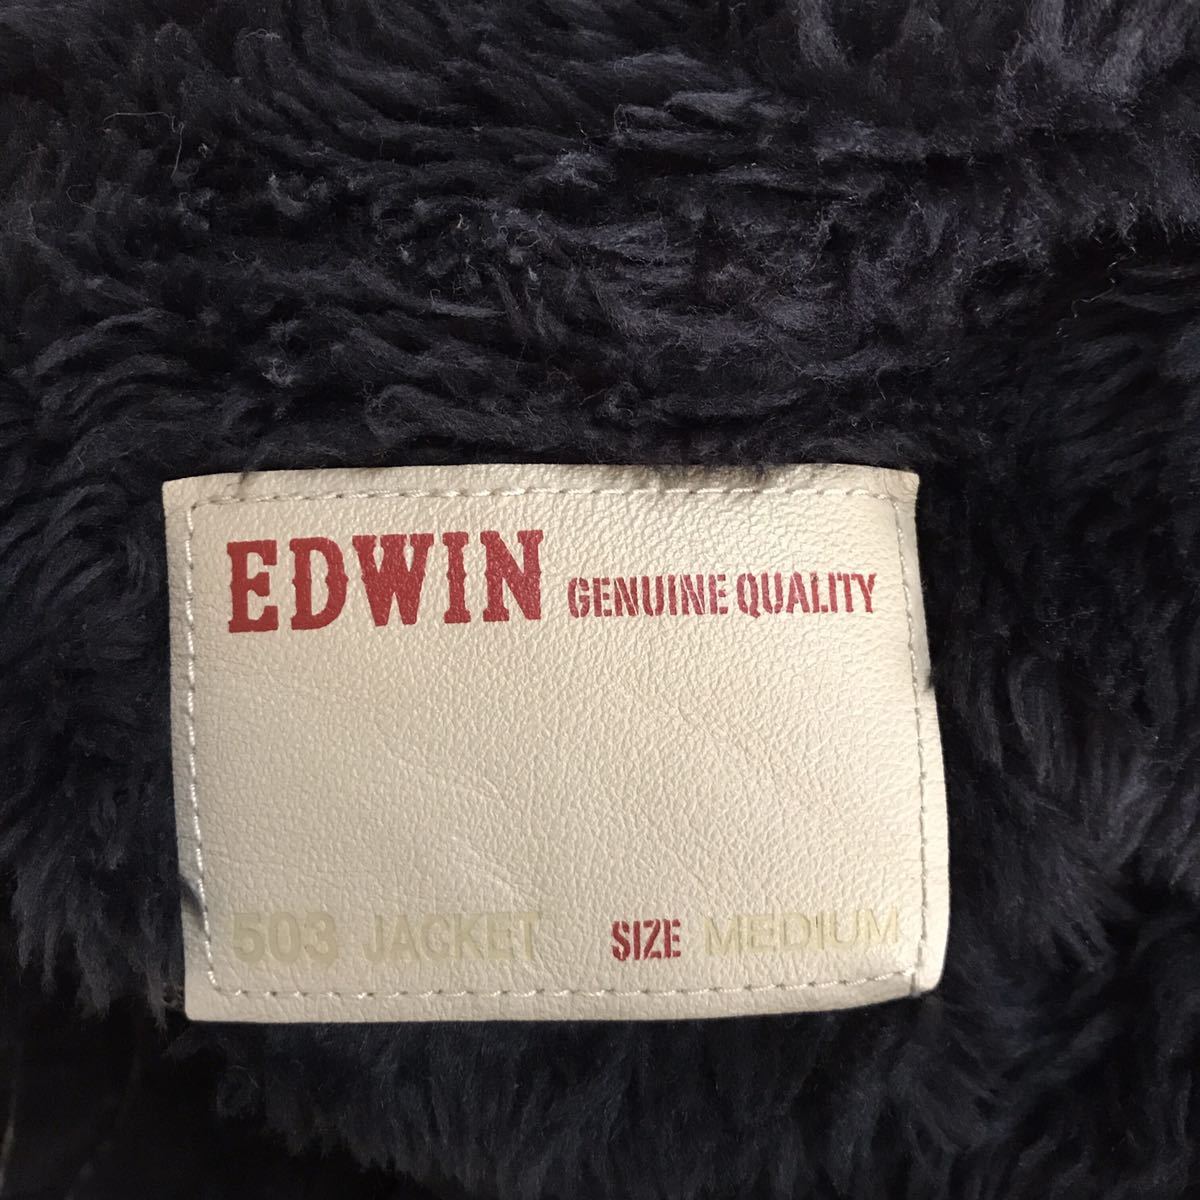 EDWIN GENUINE QUALITY
503 JACKET SIZE MEDIUM